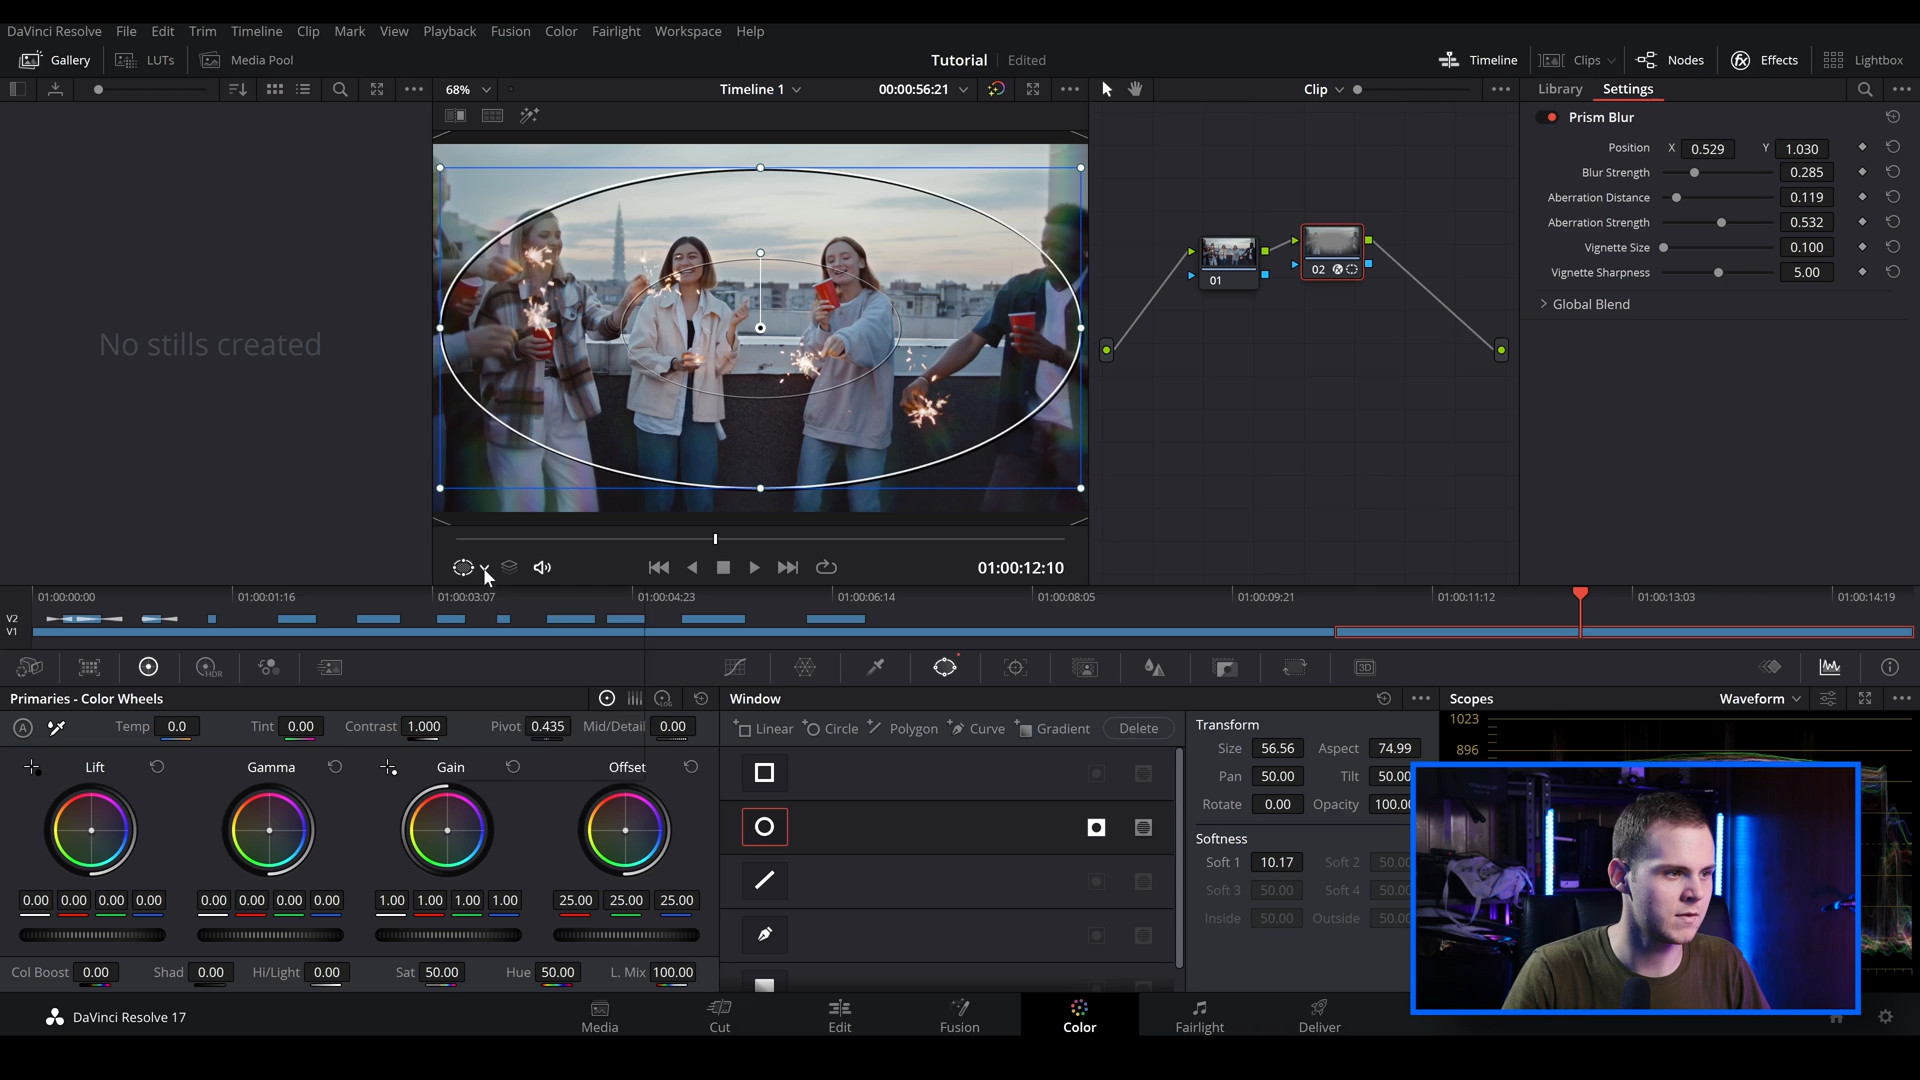 DaVinci Resolve File Edit Trim Timeline Clip Mark View Playback Fusion Color Fairlight Workspace Help
Gallery LUTs Media Pool Tutorial Edited Timeline Clips Nodes Effects Lightbox
68% Timeline 1 00:00:56:21 Clip Library Settings
Prism Blur
Position X 0.529 Y 1.030
Blur Strength 0.285
Aberration Distance 0.119
Aberration Strength 0.532
Vignette Size 0.100
Vignette Sharpness 5.00
Global Blend
01
02
No stills created
01:00:12:10
01:00:00:00 01:00:01:16 01:00:03:07 01:00:04:23 01:00:06:14 01:00:08:05 01:00:09:21 01:00:11:12 01:00:13:03 01:00:14:19
V2
V1
HDR
3D
Primaries - Color Wheels
LOG
A Temp 0.0 Tint 0.00 Contrast 1.000 Pivot 0.435 Mid/Detail 0.00
Lift Gamma Gain Offset
0.00 0.00 0.00 0.00 0.00 0.00 0.00 0.00 1.00 1.00 1.00 1.00 25.00 25.00 25.00
Col Boost 0.00 Shad 0.00 Hi/Light 0.00 Sat 50.00 Hue 50.00 L. Mix 100.00
Window
Linear Circle Polygon Curve Gradient Delete
Transform
Size 56.56 Aspect 74.99
Pan 50.00 Tilt 50.00
Rotate 0.00 Opacity 100.00
Softness
Soft 1 10.17 Soft 2 50.00
Soft 3 50.00 Soft 4 50.00
Inside 50.00 Outside 50.00
Scopes Waveform
1023
896
DaVinci Resolve 17
Media Cut Edit Fusion Color Fairlight Deliver